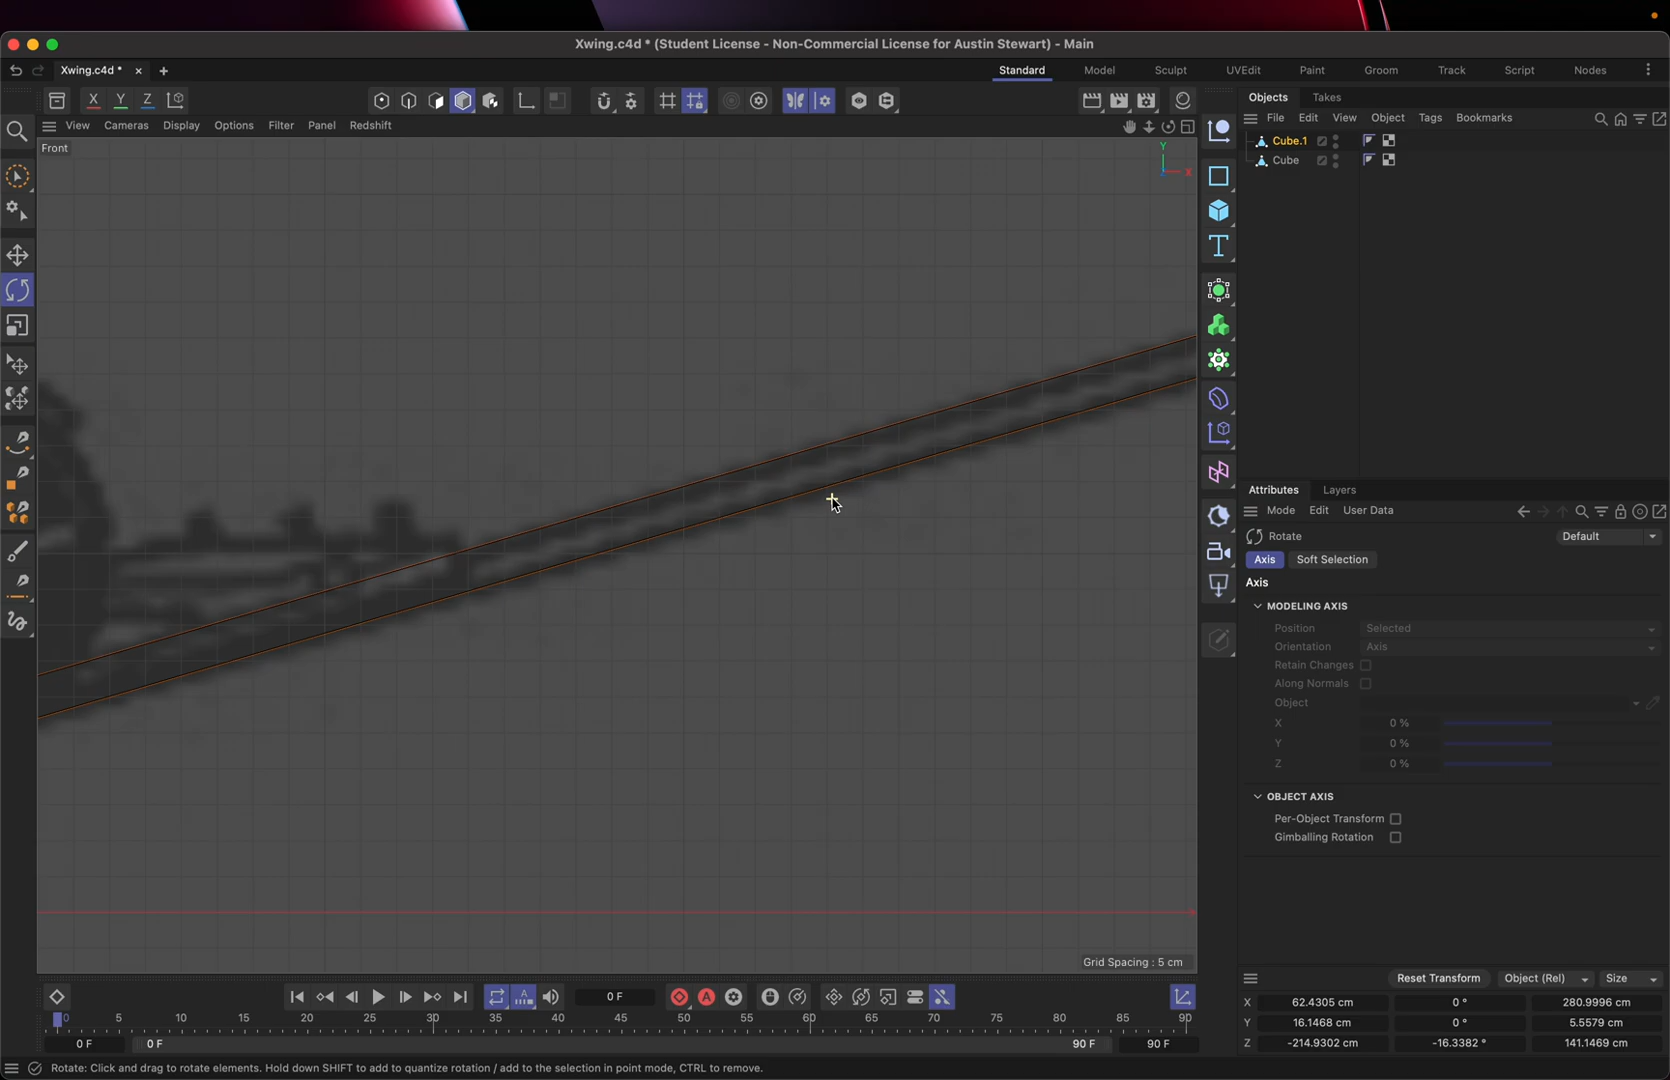 Xwing.c4d * (Student License - Non-Commercial License for Austin Stewart) - Main
Xwing.c4d *
Standard Model Sculpt UVEdit Paint Groom Track Script Nodes
X Y Z
Objects Takes
View Cameras Display Options Filter Panel Redshift
File Edit View Object Tags Bookmarks
Front
Y
X
Cube.1
Cube
Attributes Layers
Mode Edit User Data
Rotate Default
Axis Soft Selection
Axis
MODELING AXIS
Position Selected
Orientation Axis
Retain Changes
Along Normals
Object
X 0 %
Y 0 %
Z 0 %
OBJECT AXIS
Per-Object Transform
Gimballing Rotation
Grid Spacing : 5 cm
Reset Transform Object (Rel) Size
0 F
X 62.4305 cm 0 ° 280.9996 cm
0 5 10 15 20 25 30 35 40 45 50 55 60 65 70 75 80 85 90
Y 16.1468 cm 0 ° 5.5579 cm
0 F 0 F 90 F 90 F
Z -214.9302 cm -16.3382 ° 141.1469 cm
Rotate: Click and drag to rotate elements. Hold down SHIFT to add to quantize rotation / add to the selection in point mode, CTRL to remove.